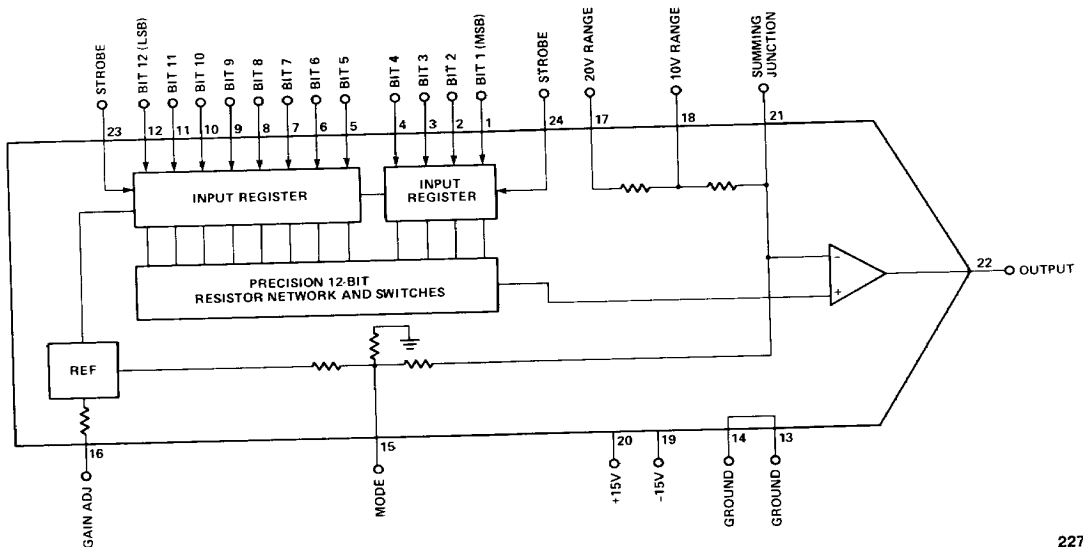 STROBE
BIT 12 (LSB)
BIT 11
BIT 10
BIT 9
BIT 8
BIT 7
BIT 6
BIT 5
BIT 4
BIT 3
BIT 2
BIT 1 (MSB)
STROBE
20V RANGE
10V RANGE
SUMMING
JUNCTION
23
12
11
10
9
8
7
6
5
4
3
2
1
24
17
18
21
INPUT REGISTER
INPUT
REGISTER
PRECISION 12-BIT
RESISTOR NETWORK AND SWITCHES
−
+
22
OUTPUT
REF
16
15
20
19
14
13
GAIN ADJ
MODE
+15V
-15V
GROUND
GROUND
227